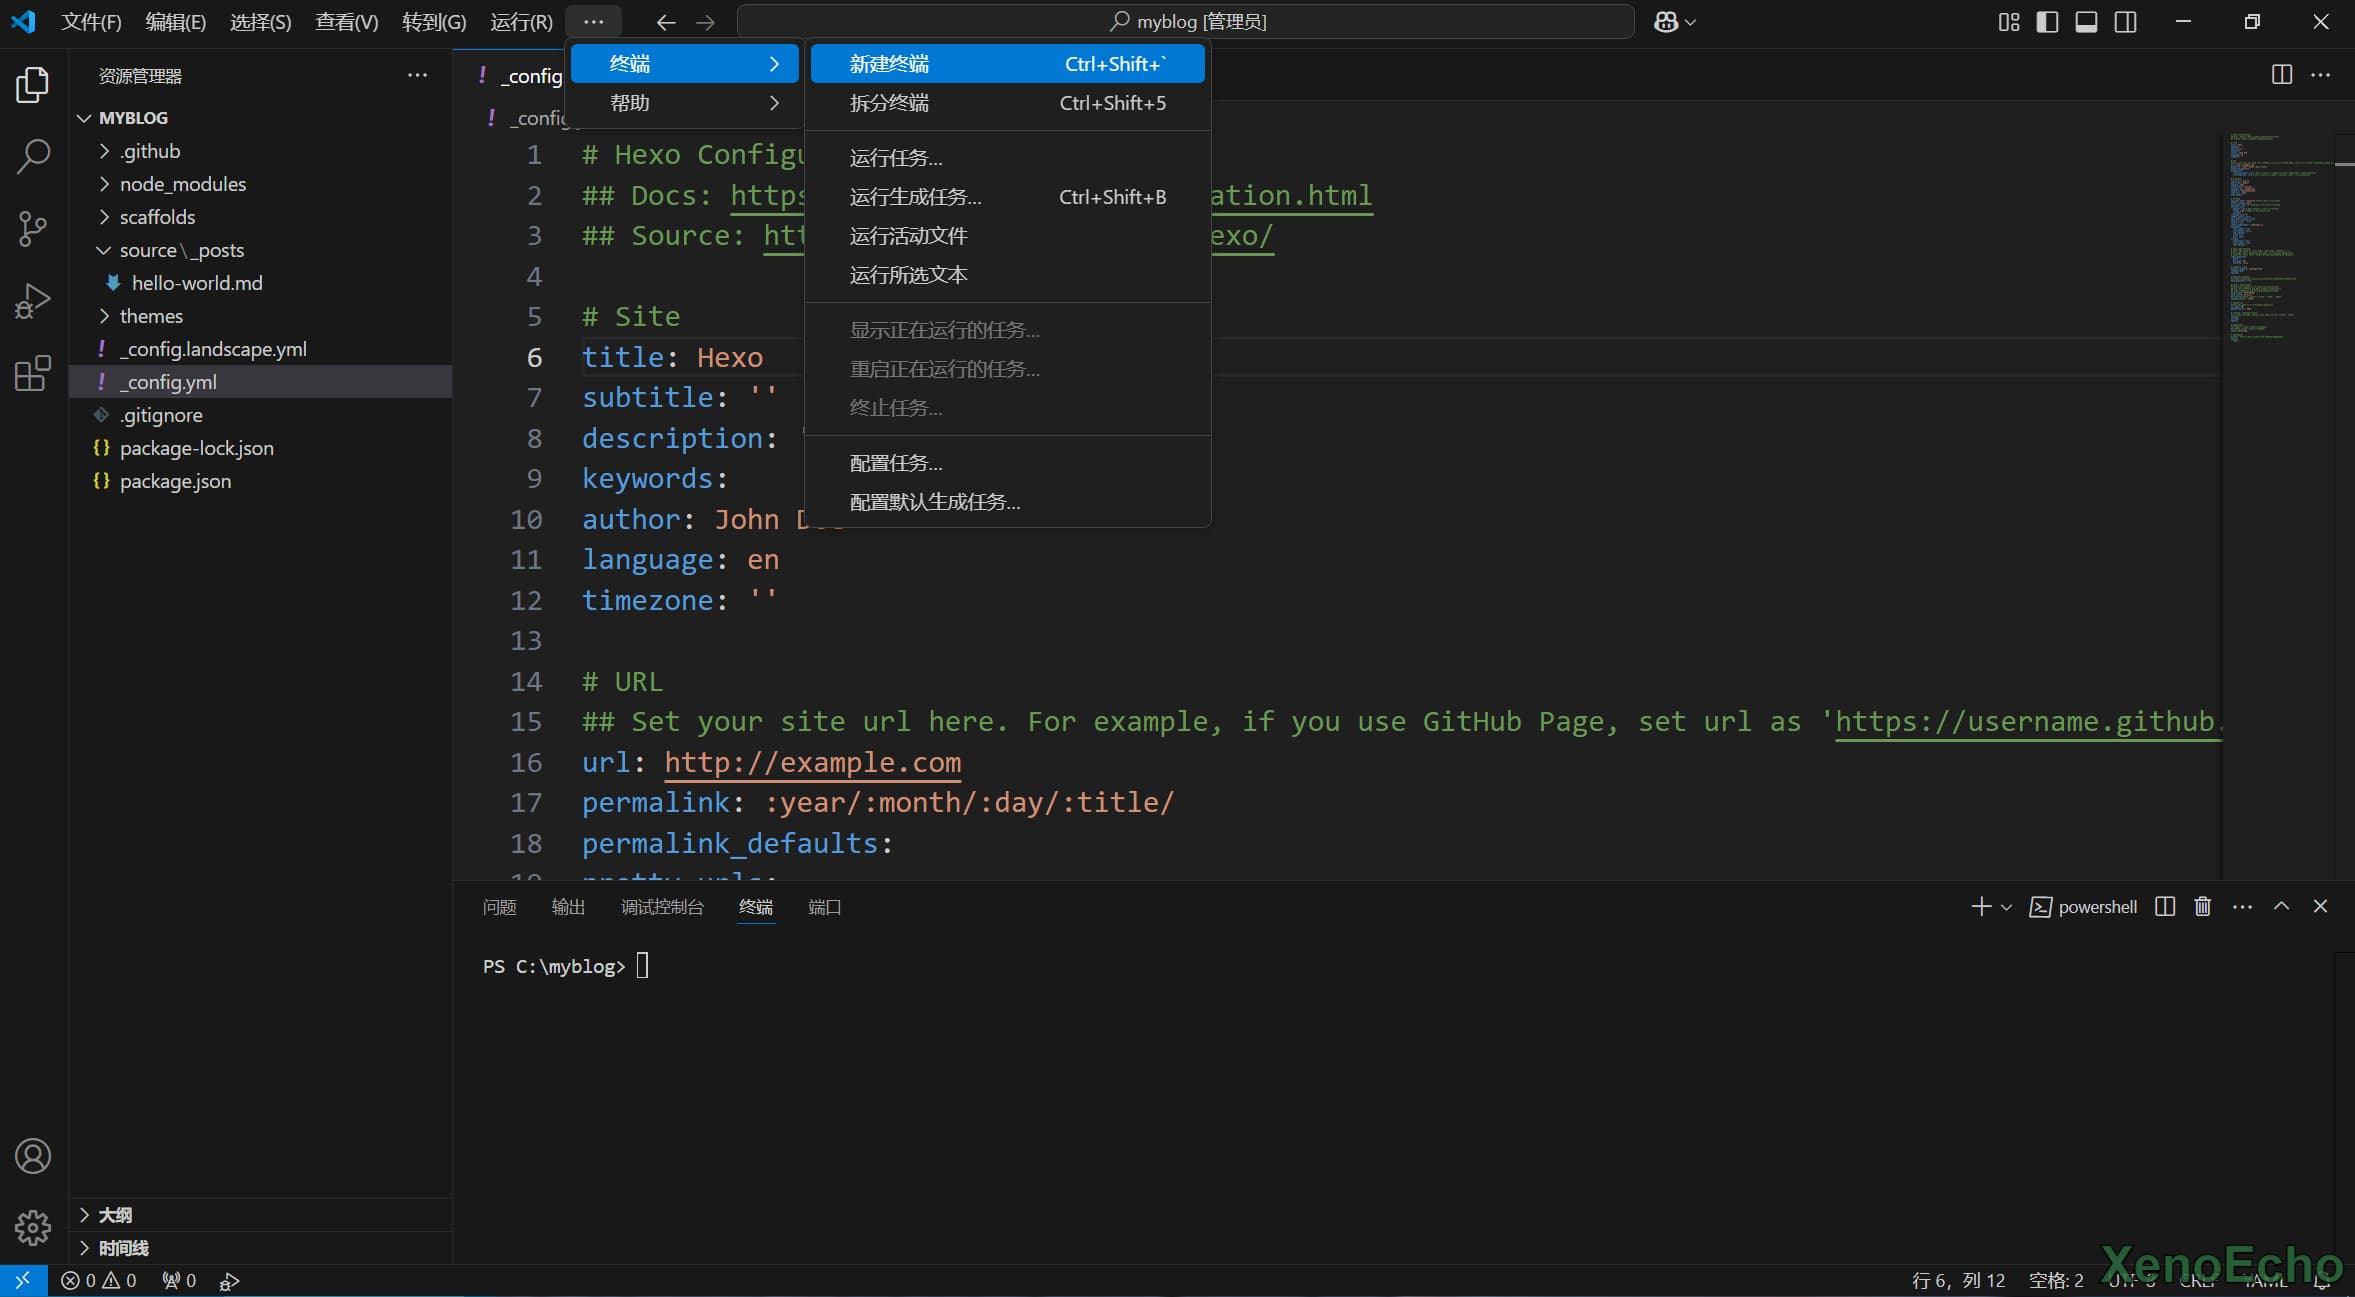 文件(F) 编辑(E) 选择(S) 查看(V) 转到(G) 运行(R) ··· myblog [管理员]
资源管理器 ···
MYBLOG
.github
node_modules
scaffolds
source\_posts
hello-world.md
themes
_config.landscape.yml
_config.yml
.gitignore
package-lock.json
package.json
大纲
时间线
终端
帮助
新建终端 Ctrl+Shift+`
拆分终端 Ctrl+Shift+5
运行任务...
运行生成任务... Ctrl+Shift+B
运行活动文件
运行所选文本
显示正在运行的任务...
重启正在运行的任务...
终止任务...
配置任务...
配置默认生成任务...
! _config
! _config
1 # Hexo Config
2 ## Docs: https ation.html
3 ## Source: htt exo/
4
5 # Site
6 title: Hexo
7 subtitle: ''
8 description: '
9 keywords:
10 author: John D
11 language: en
12 timezone: ''
13
14 # URL
15 ## Set your site url here. For example, if you use GitHub Page, set url as 'https://username.github.
16 url: http://example.com
17 permalink: :year/:month/:day/:title/
18 permalink_defaults:
问题 输出 调试控制台 终端 端口 powershell
PS C:\myblog>
0 0 0 行 6，列 12 空格: 2 UTF-8 CRLF YAML
XenoEcho